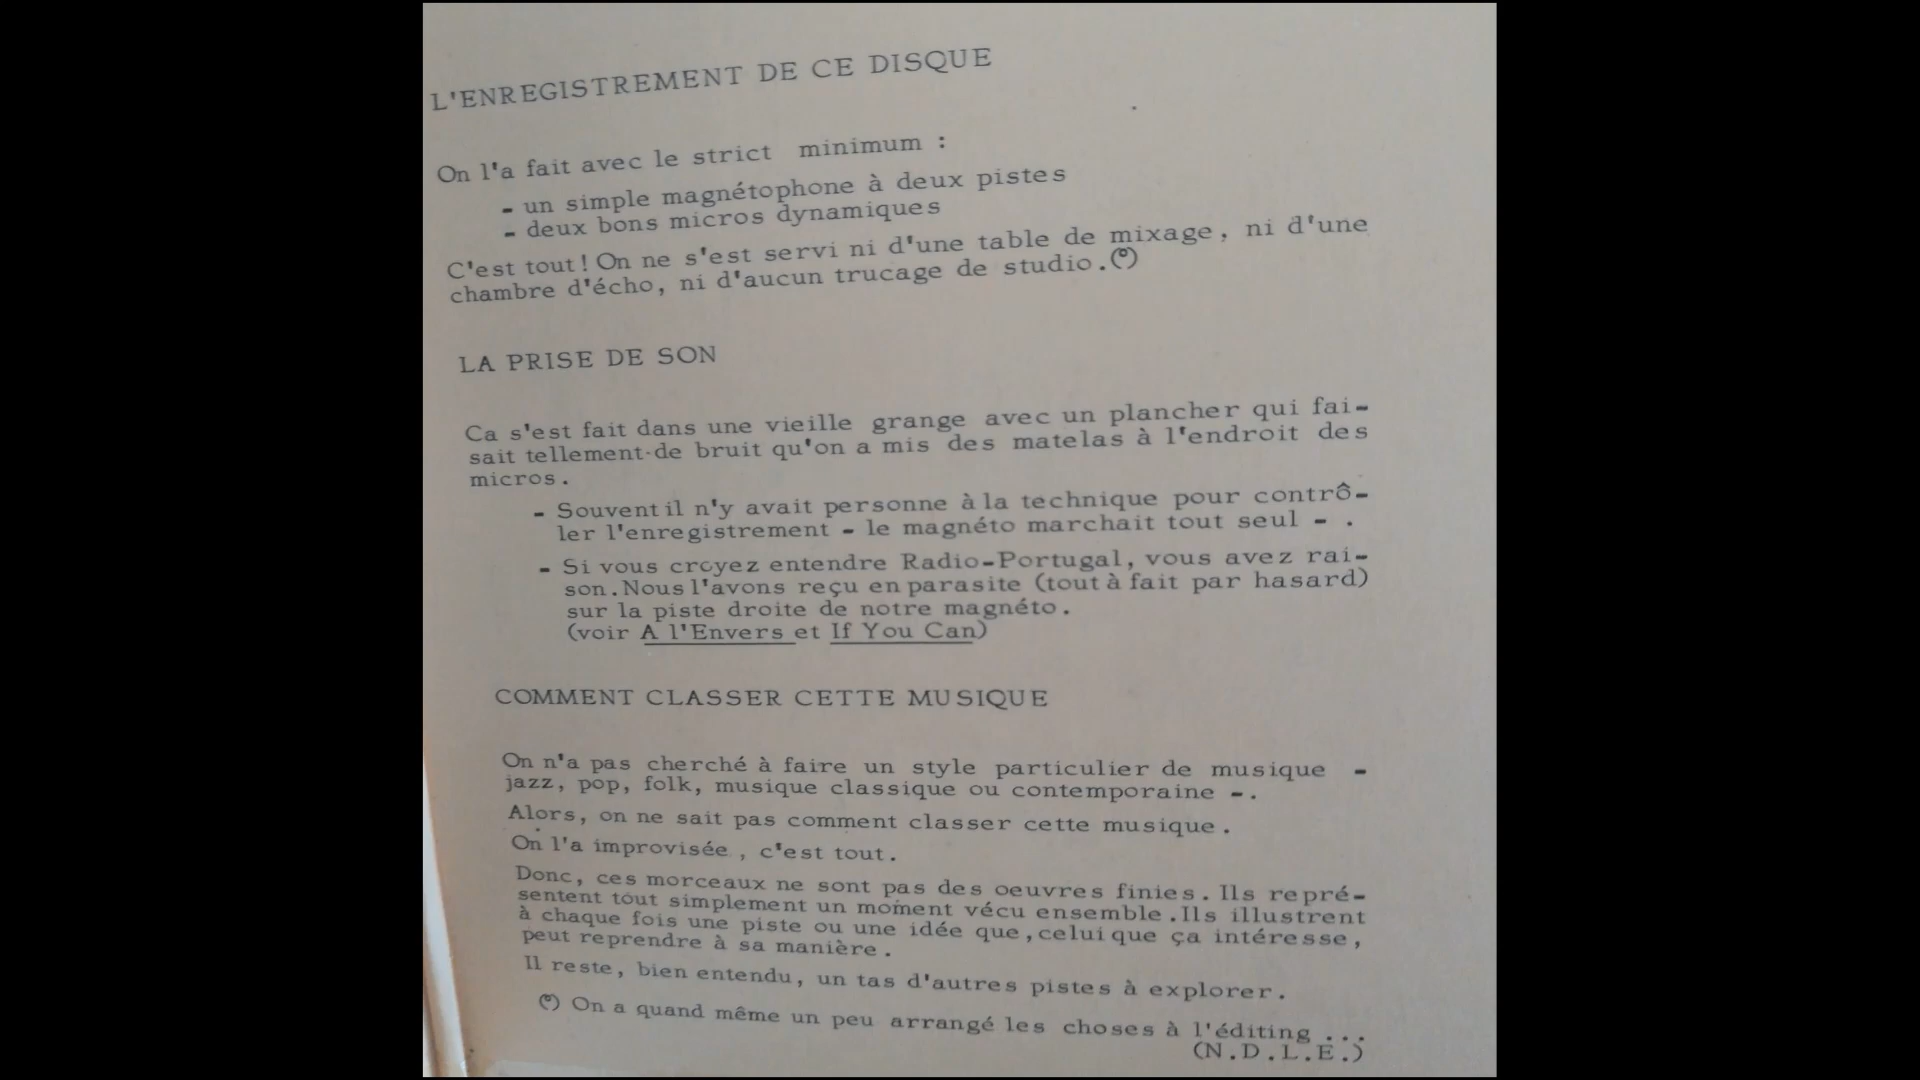 L'ENREGISTREMENT DE CE DISQUE
On l'a fait avec le strict minimum :
- un simple magnétophone à deux pistes
- deux bons micros dynamiques
C'est tout! On ne s'est servi ni d'une table de mixage, ni d'une
chambre d'écho, ni d'aucun trucage de studio.(*)
LA PRISE DE SON
Ca s'est fait dans une vieille grange avec un plancher qui fai-
sait tellement de bruit qu'on a mis des matelas à l'endroit des
micros.
- Souvent il n'y avait personne à la technique pour contrô-
ler l'enregistrement - le magnéto marchait tout seul - .
- Si vous croyez entendre Radio-Portugal, vous avez rai-
son. Nous l'avons reçu en parasite (tout à fait par hasard)
sur la piste droite de notre magnéto.
(voir A l'Envers et If You Can)
COMMENT CLASSER CETTE MUSIQUE
On n'a pas cherché à faire un style particulier de musique -
jazz, pop, folk, musique classique ou contemporaine -.
Alors, on ne sait pas comment classer cette musique.
On l'a improvisée, c'est tout.
Donc, ces morceaux ne sont pas des oeuvres finies. Ils repré-
sentent tout simplement un moment vécu ensemble. Ils illustrent
à chaque fois une piste ou une idée que, celui que ça intéresse,
peut reprendre à sa manière.
Il reste, bien entendu, un tas d'autres pistes à explorer.
(*) On a quand même un peu arrangé les choses à l'éditing ...
(N.D.L.E.)